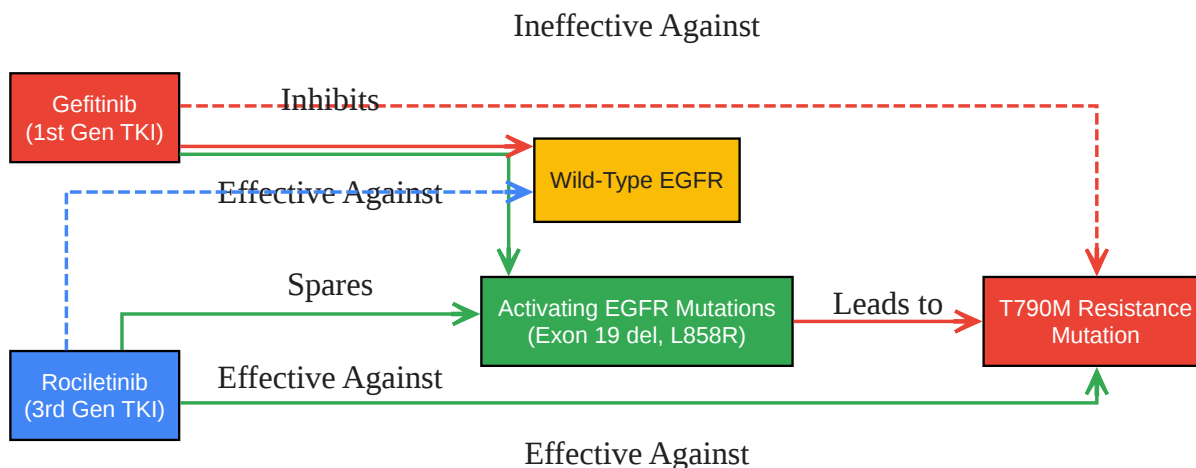 Ineffective Against
Gefitinib
(1st Gen TKI)
Inhibits
Wild-Type EGFR
Effective Against
Spares
Activating EGFR Mutations
(Exon 19 del, L858R)
Leads to
T790M Resistance
Mutation
Rociletinib
(3rd Gen TKI)
Effective Against
Effective Against